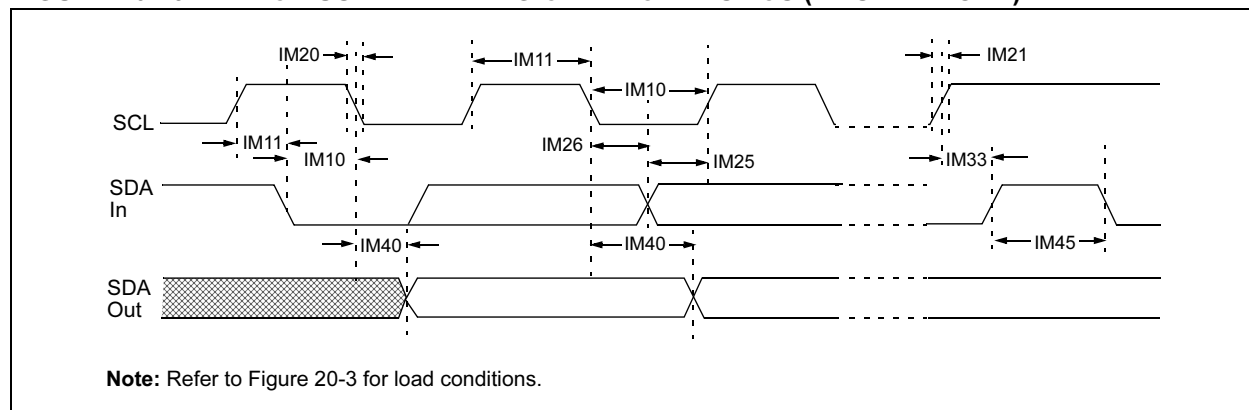 IM20
IM11
IM21
IM10
SCL
IM11
IM26
IM10
IM25
IM33
SDA
In
IM40
IM40
IM45
SDA
Out
Note: Refer to Figure 20-3 for load conditions.